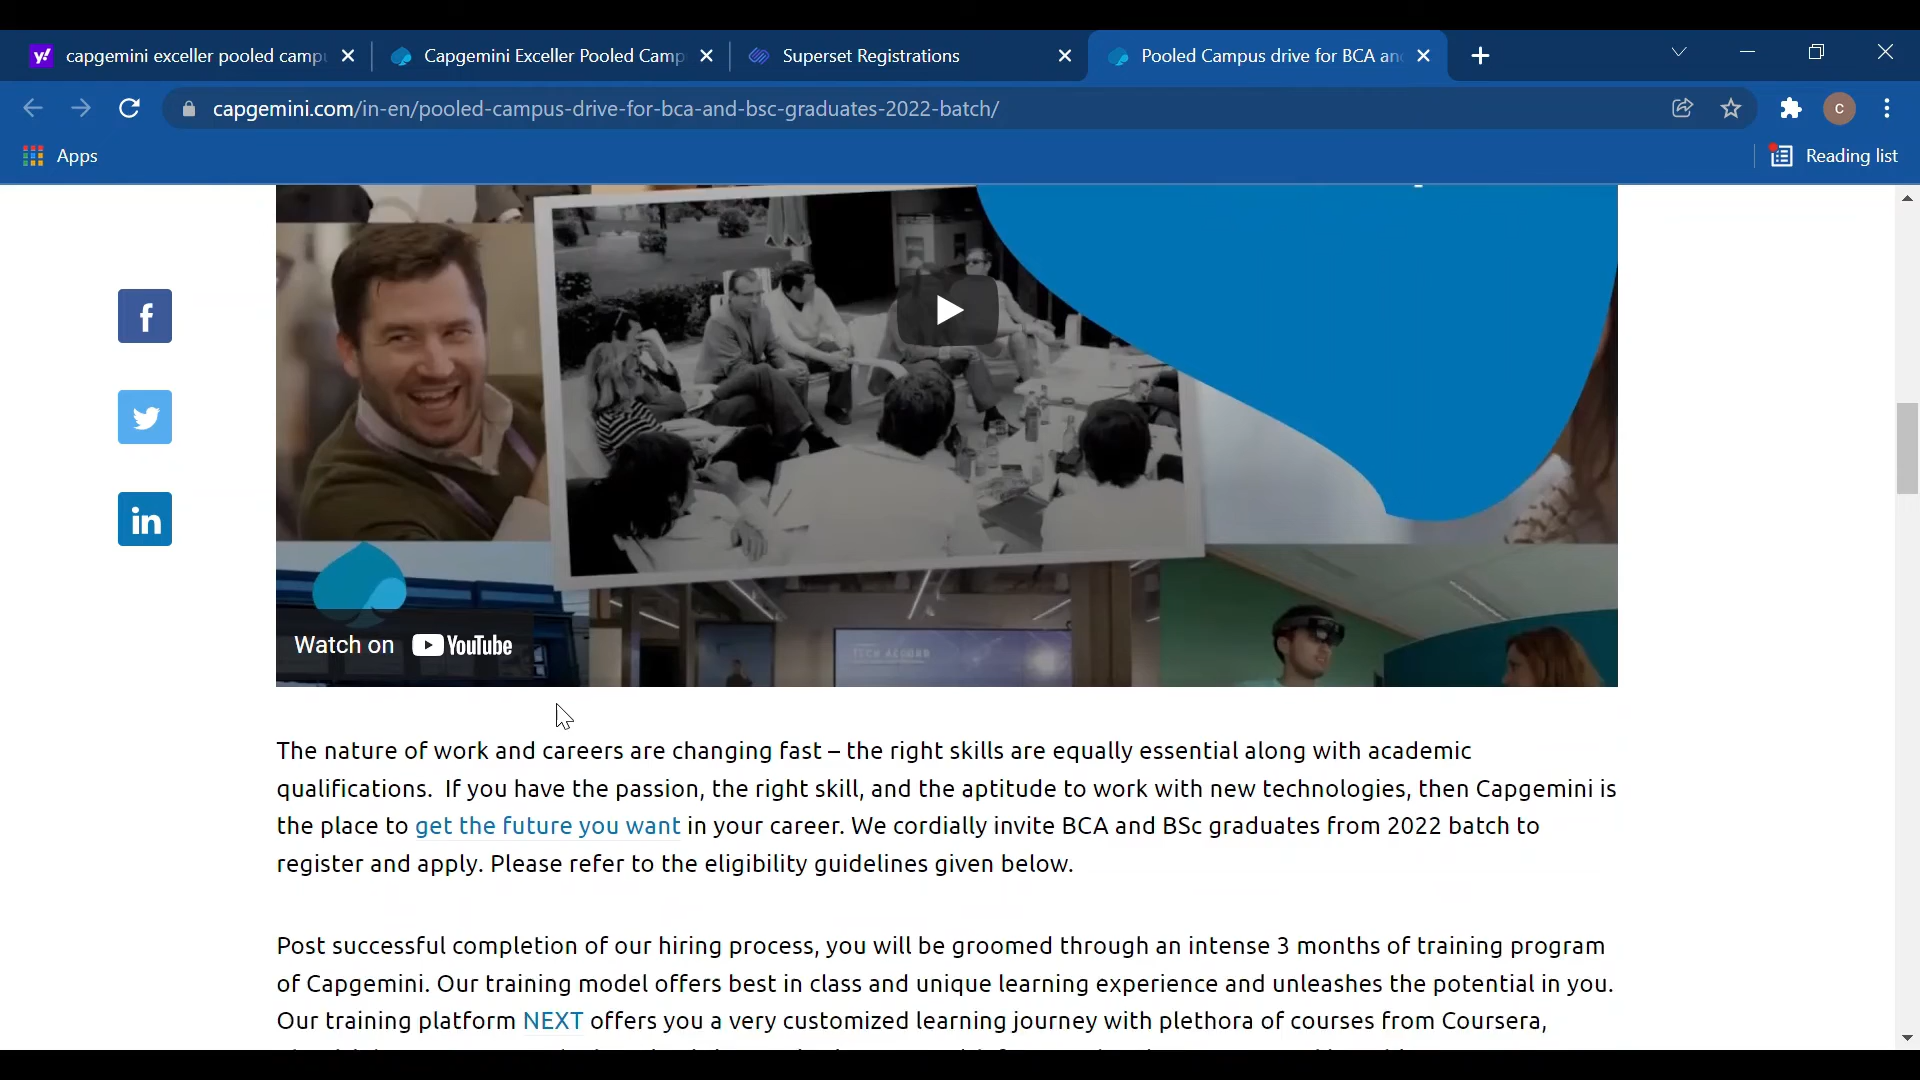 capgemini exceller pooled camp
Capgemini Exceller Pooled Camp
Superset Registrations
Pooled Campus drive for BCA an
capgemini.com/in-en/pooled-campus-drive-for-bca-and-bsc-graduates-2022-batch/
C
Apps
Reading list
f
in
TECH
Watch on YouTube
The nature of work and careers are changing fast – the right skills are equally essential along with academic
qualifications.  If you have the passion, the right skill, and the aptitude to work with new technologies, then Capgemini is
the place to get the future you want in your career. We cordially invite BCA and BSc graduates from 2022 batch to
register and apply. Please refer to the eligibility guidelines given below.
Post successful completion of our hiring process, you will be groomed through an intense 3 months of training program
of Capgemini. Our training model offers best in class and unique learning experience and unleashes the potential in you.
Our training platform NEXT offers you a very customized learning journey with plethora of courses from Coursera,